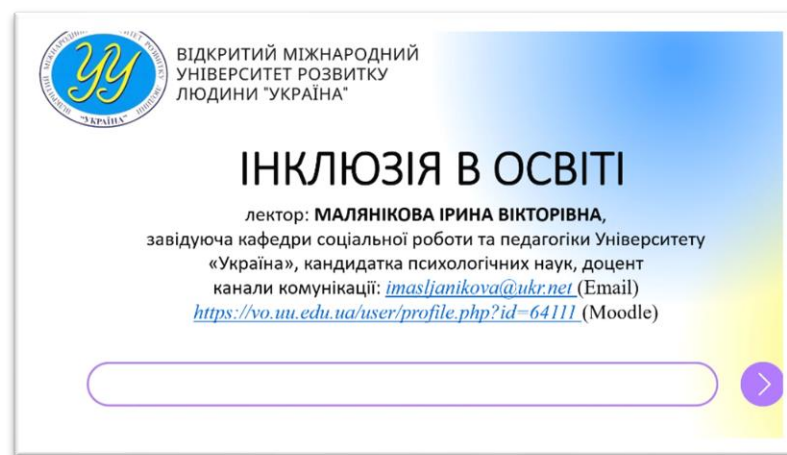 УУ
"УКРАЇНА"
ВІДКРИТИЙ МІЖНАРОДНИЙ
УНІВЕРСИТЕТ РОЗВИТКУ
ЛЮДИНИ "УКРАЇНА"
ІНКЛЮЗІЯ В ОСВІТІ
лектор: МАЛЯНІКОВА ІРИНА ВІКТОРІВНА,
завідуюча кафедри соціальної роботи та педагогіки Університету
«Україна», кандидатка психологічних наук, доцент
канали комунікації: imasljanikova@ukr.net (Email)
https://vo.uu.edu.ua/user/profile.php?id=64111 (Moodle)